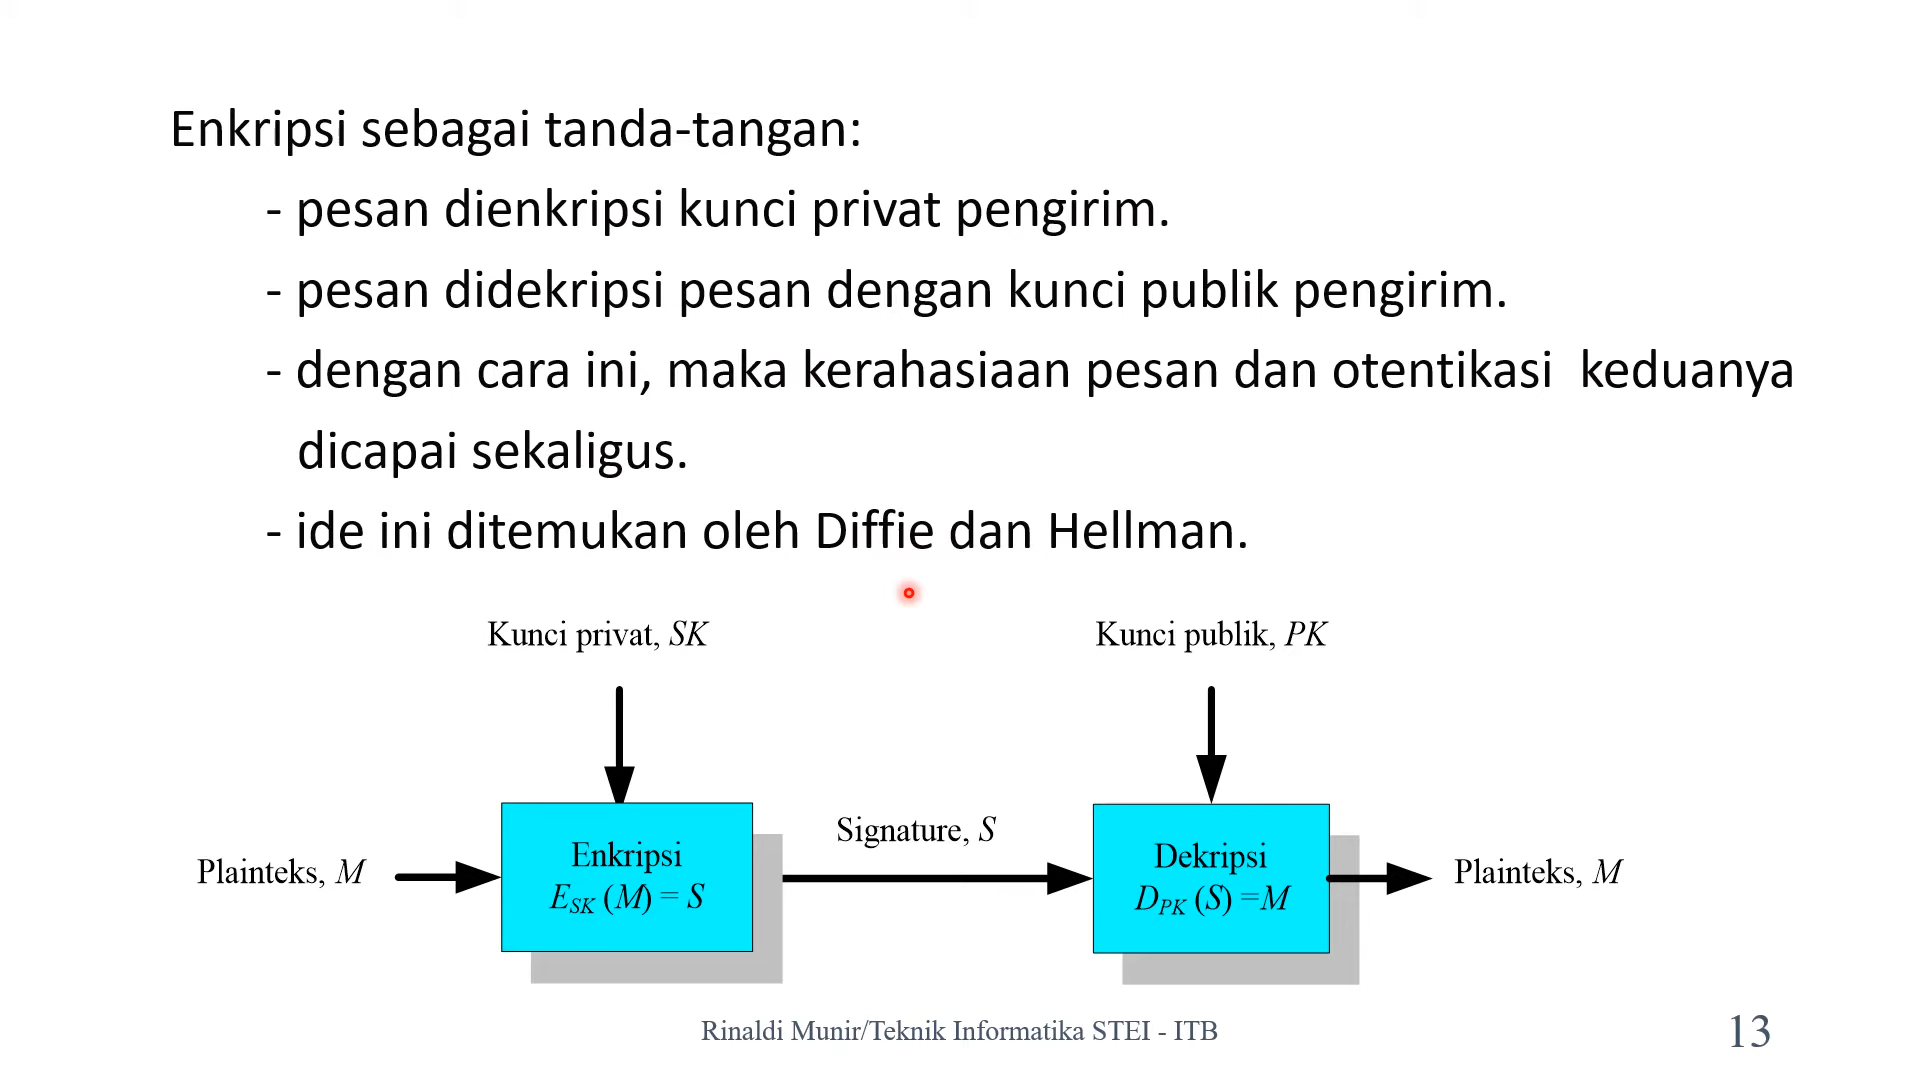 Enkripsi sebagai tanda-tangan:
- pesan dienkripsi kunci privat pengirim.
- pesan didekripsi pesan dengan kunci publik pengirim.
- dengan cara ini, maka kerahasiaan pesan dan otentikasi keduanya
dicapai sekaligus.
- ide ini ditemukan oleh Diffie dan Hellman.
Kunci privat, SK
Kunci publik, PK
Plainteks, M
Enkripsi
E_SK (M) = S
Signature, S
Dekripsi
D_PK (S) =M
Plainteks, M
Rinaldi Munir/Teknik Informatika STEI - ITB
13